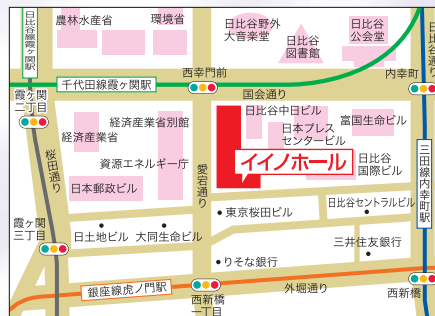 農林水産省
環境省
日比谷野外
大音楽堂
日比谷
図書館
日比谷
公会堂
日比谷通り
日比谷線霞ヶ関駅
千代田線霞ヶ関駅
西幸門前
国会通り
内幸町
霞ヶ関
二丁目
経済産業省別館
経済産業省
資源エネルギー庁
日本郵政ビル
桜田通り
愛宕通り
日比谷中日ビル
日本プレス
センタービル
富国生命ビル
イイノホール
日比谷
国際ビル
三田線内幸町駅
霞ヶ関
三丁目
日土地ビル
大同生命ビル
東京桜田ビル
日比谷セントラルビル
三井住友銀行
りそな銀行
銀座線虎ノ門駅
西新橋
一丁目
外堀通り
西新橋